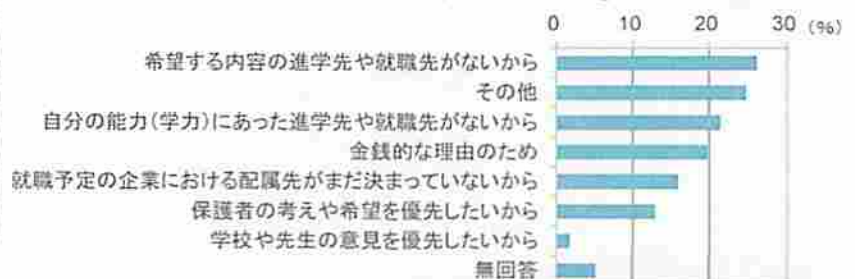 0 10 20 30 (%)
希望する内容の進学先や就職先がないから
その他
自分の能力(学力)にあった進学先や就職先がないから
金銭的な理由のため
就職予定の企業における配属先がまだ決まっていないから
保護者の考えや希望を優先したいから
学校や先生の意見を優先したいから
無回答